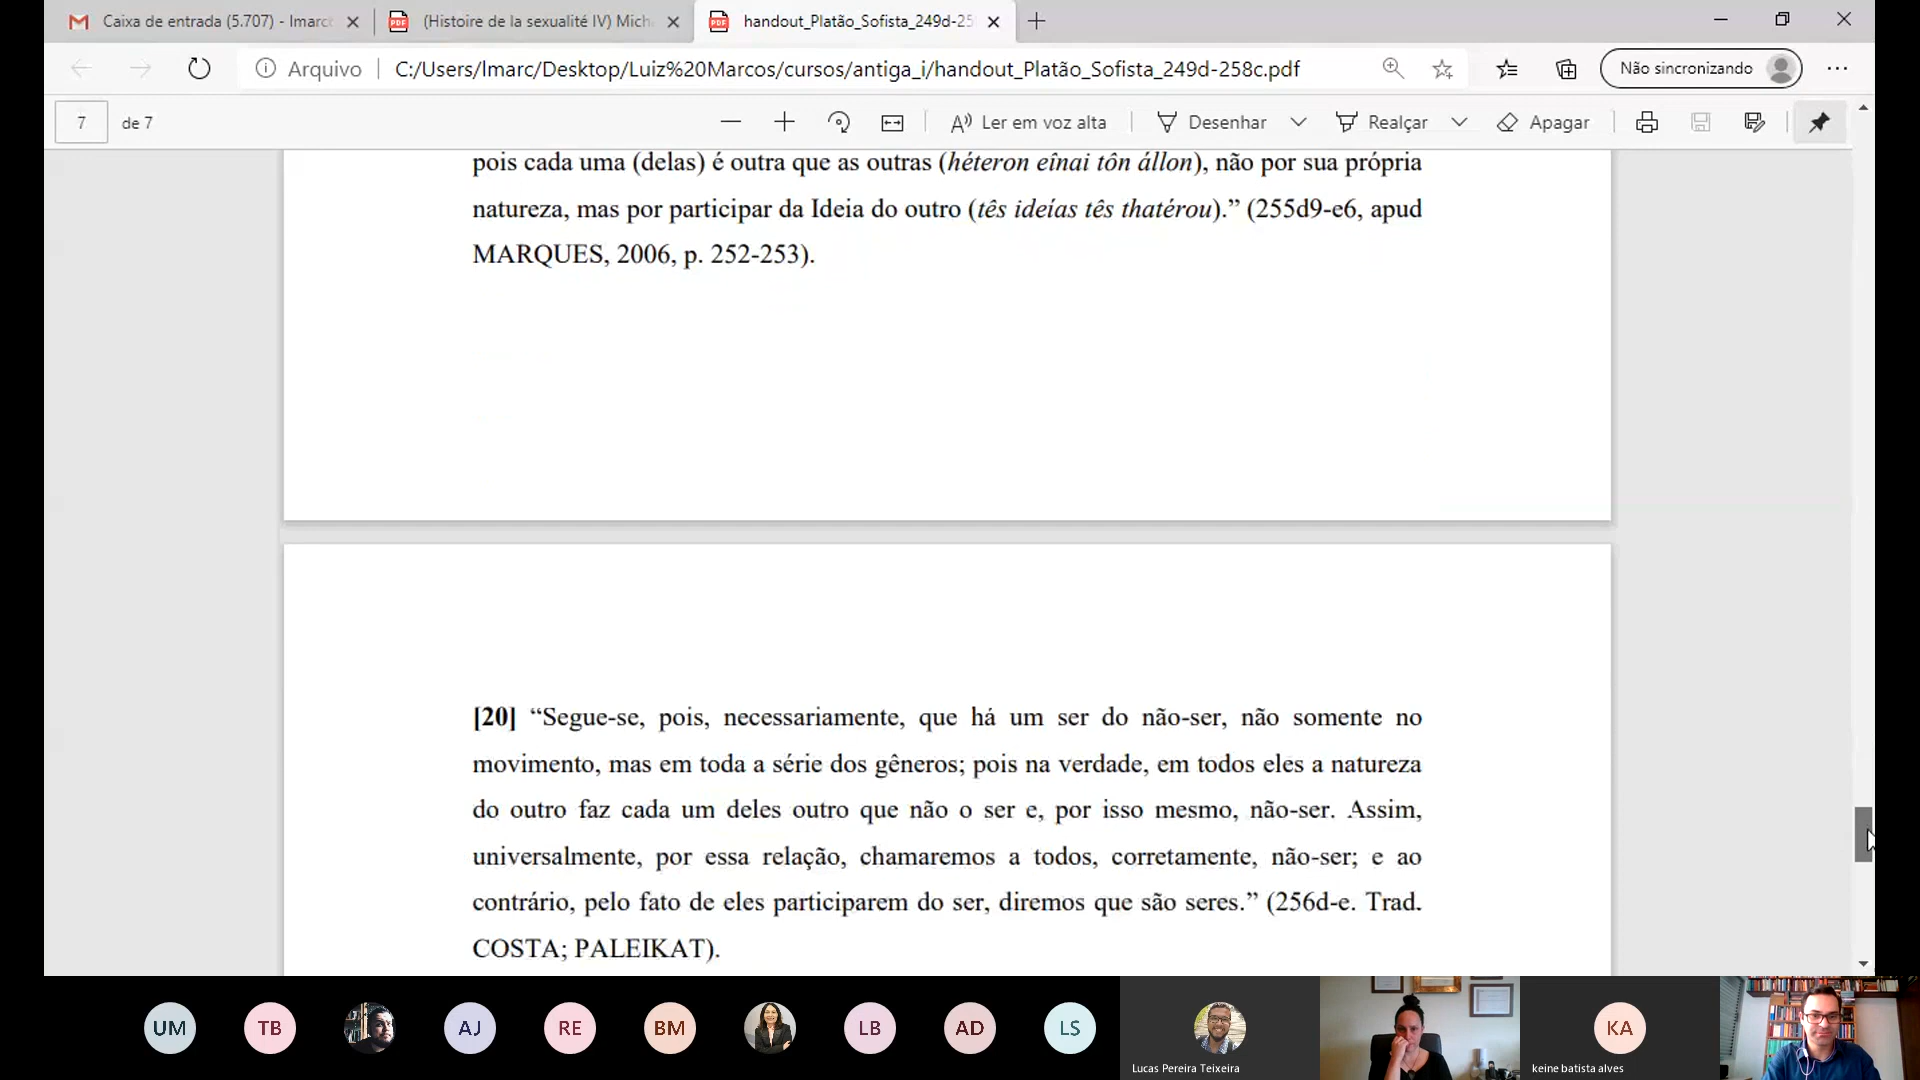 Caixa de entrada (5.707) - lmarc
(Histoire de la sexualité IV) Mich
handout_Platão_Sofista_249d-25
Arquivo
C:/Users/lmarc/Desktop/Luiz%20Marcos/cursos/antiga_i/handout_Platão_Sofista_249d-258c.pdf
Não sincronizando
7 de 7
Ler em voz alta
Desenhar
Realçar
Apagar
pois cada uma (delas) é outra que as outras (héteron eînai tôn állon), não por sua própria
natureza, mas por participar da Ideia do outro (tês ideías tês thatérou).” (255d9-e6, apud
MARQUES, 2006, p. 252-253).
[20] “Segue-se, pois, necessariamente, que há um ser do não-ser, não somente no
movimento, mas em toda a série dos gêneros; pois na verdade, em todos eles a natureza
do outro faz cada um deles outro que não o ser e, por isso mesmo, não-ser. Assim,
universalmente, por essa relação, chamaremos a todos, corretamente, não-ser; e ao
contrário, pelo fato de eles participarem do ser, diremos que são seres.” (256d-e. Trad.
COSTA; PALEIKAT).
UM
TB
AJ
RE
BM
LB
AD
LS
KA
Lucas Pereira Teixeira
keine batista alves